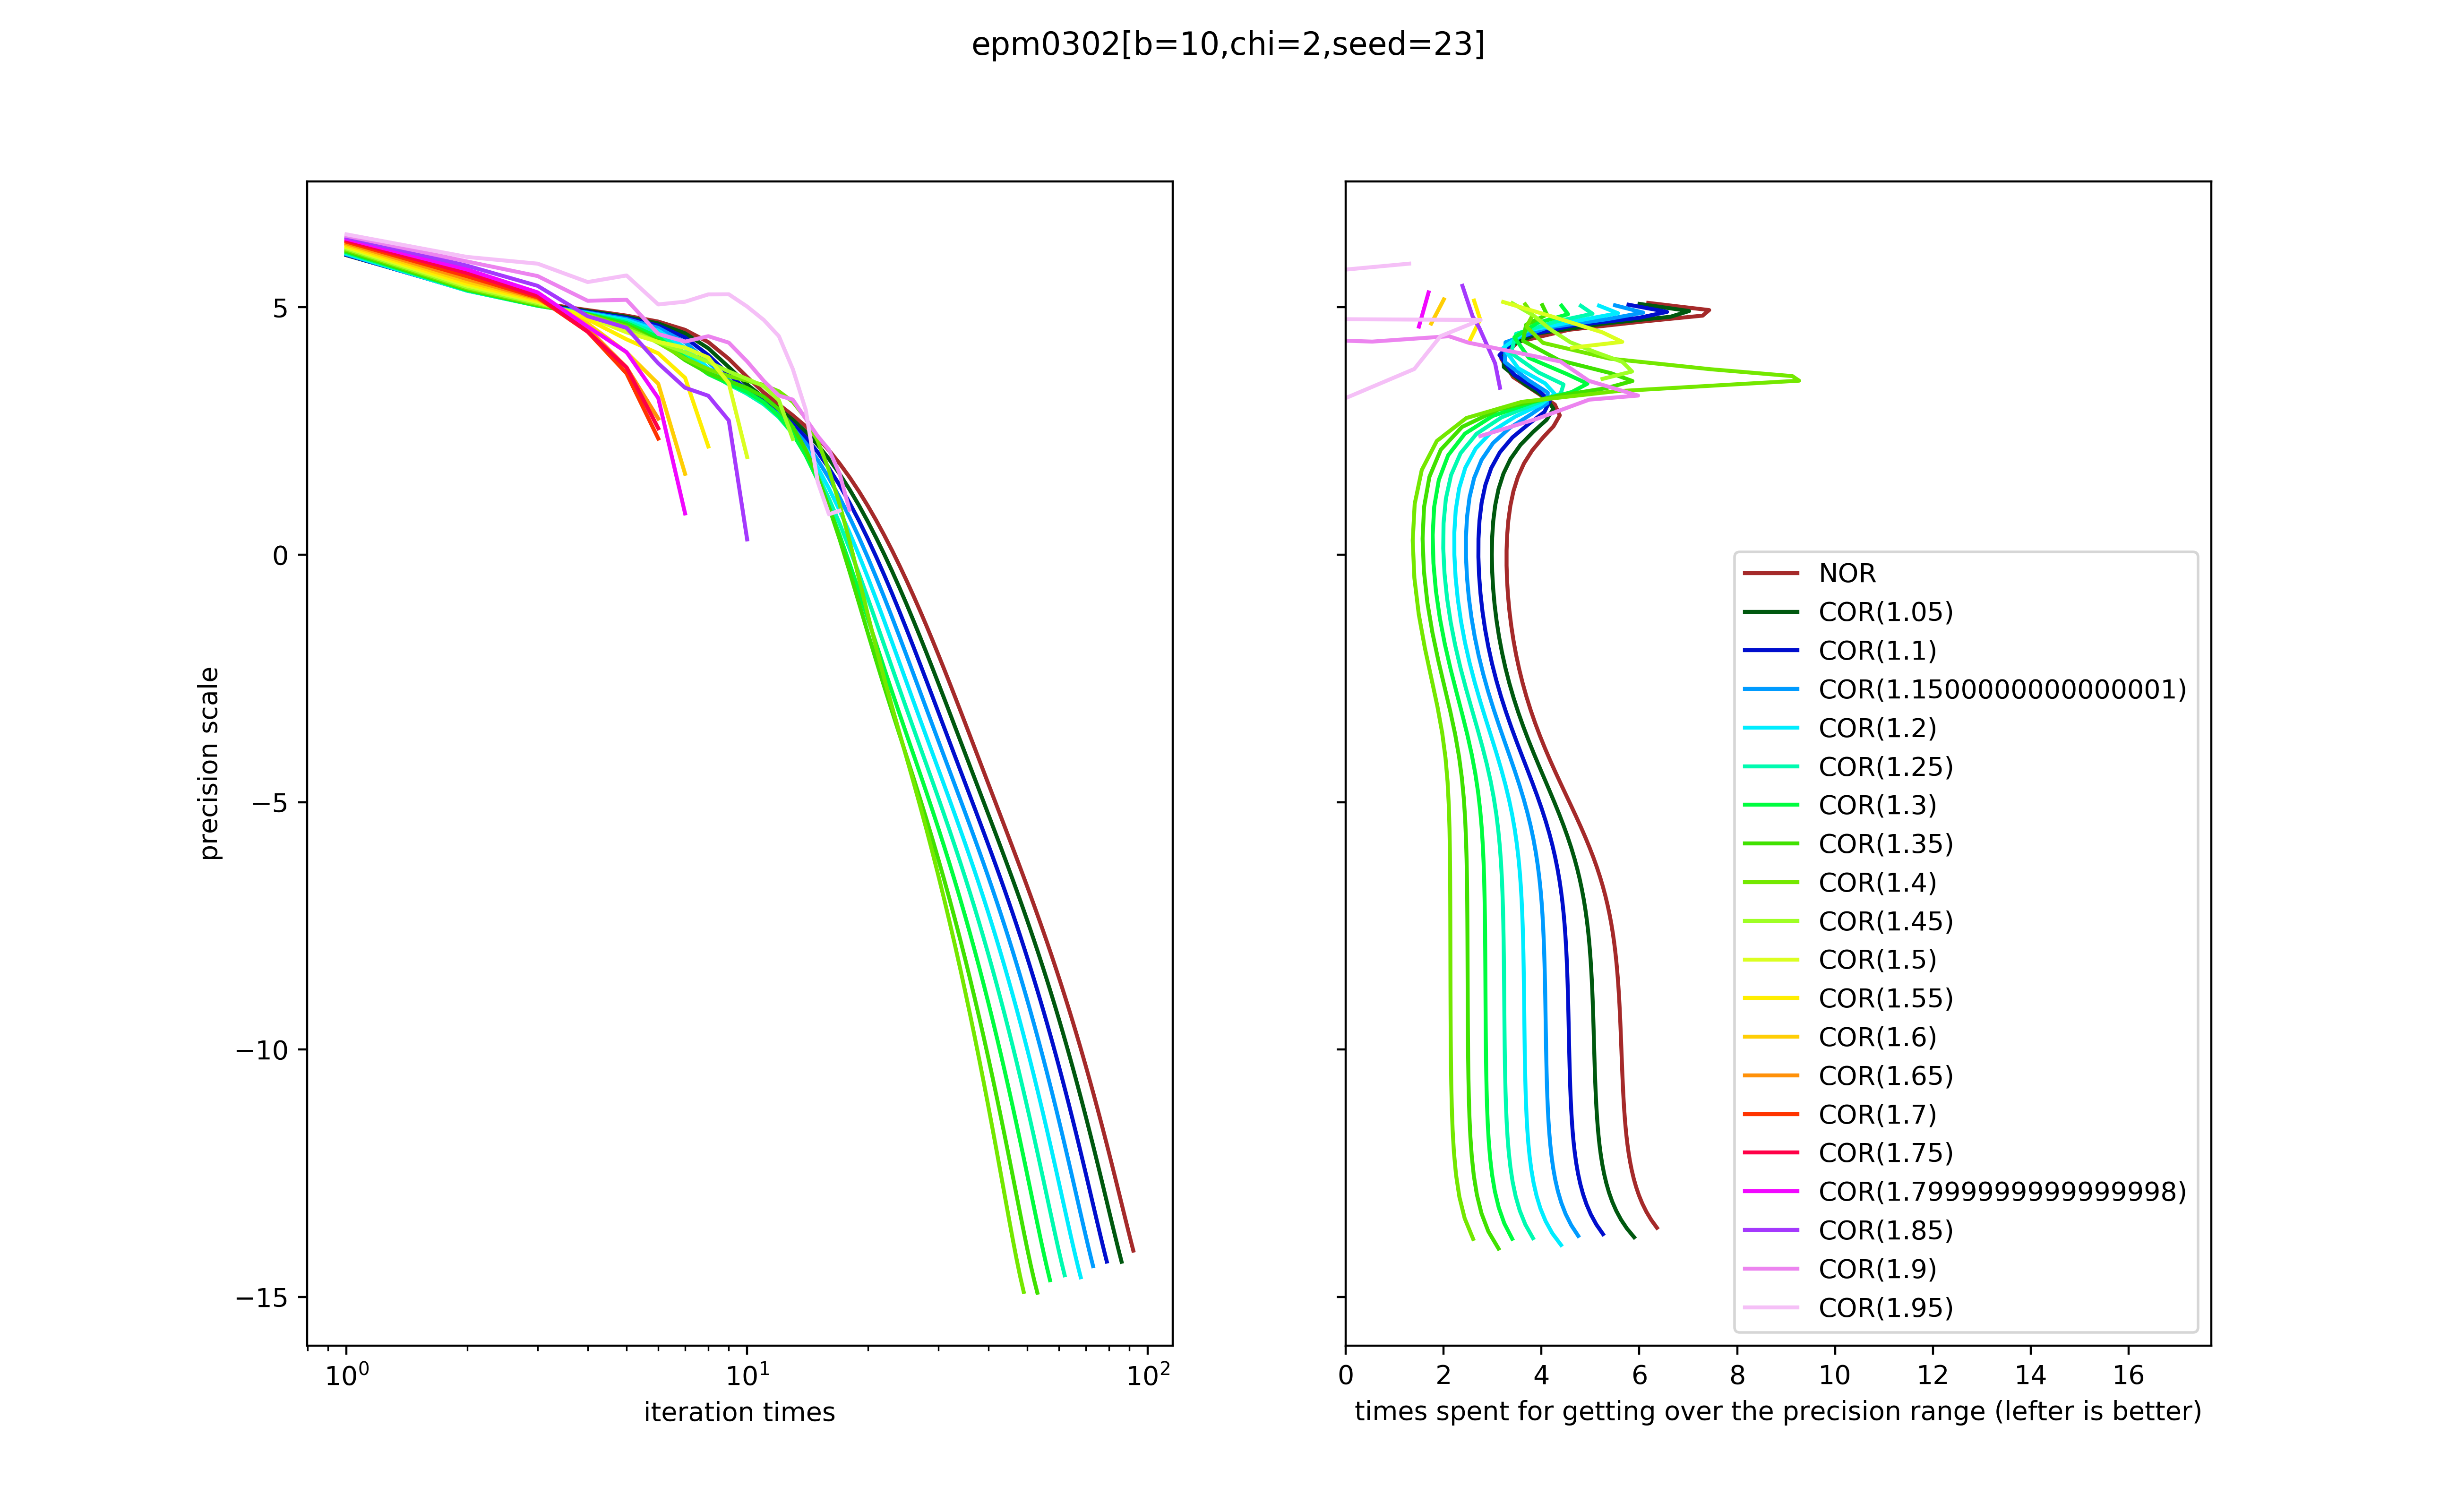 epm0302[b=10,chi=2,seed=23]
precision scale
5
0
−5
−10
−15
10⁰
10¹
10²
iteration times
0 2 4 6 8 10 12 14 16
times spent for getting over the precision range (lefter is better)
NOR
COR(1.05)
COR(1.1)
COR(1.1500000000000001)
COR(1.2)
COR(1.25)
COR(1.3)
COR(1.35)
COR(1.4)
COR(1.45)
COR(1.5)
COR(1.55)
COR(1.6)
COR(1.65)
COR(1.7)
COR(1.75)
COR(1.7999999999999998)
COR(1.85)
COR(1.9)
COR(1.95)